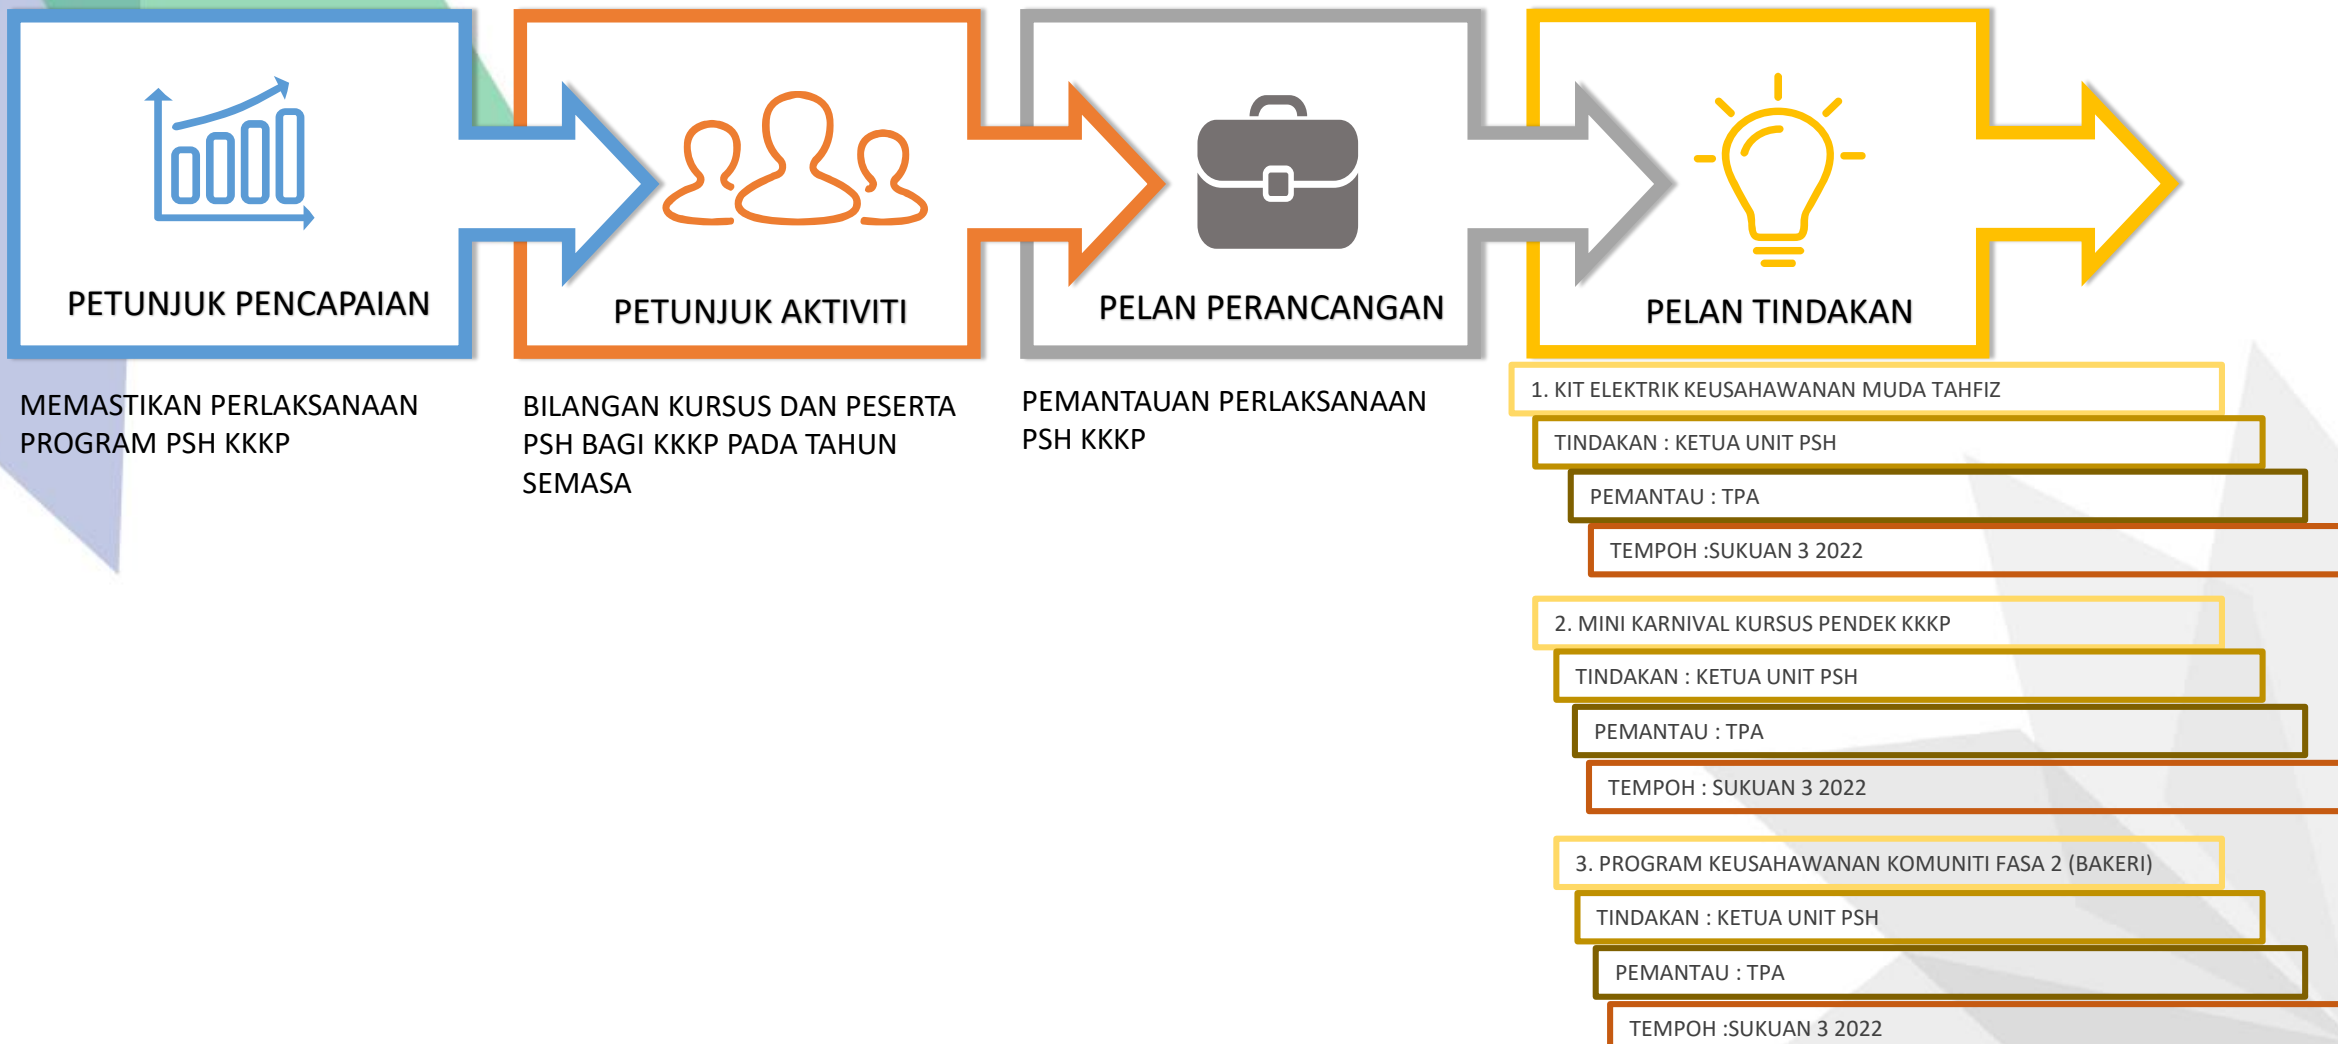 PETUNJUK PENCAPAIAN
MEMASTIKAN PERLAKSANAAN
PROGRAM PSH KKKP
PETUNJUK AKTIVITI
BILANGAN KURSUS DAN PESERTA
PSH BAGI KKKP PADA TAHUN
SEMASA
PELAN PERANCANGAN
PEMANTAUAN PERLAKSANAAN
PSH KKKP
PELAN TINDAKAN
1. KIT ELEKTRIK KEUSAHAWANAN MUDA TAHFIZ
TINDAKAN : KETUA UNIT PSH
PEMANTAU : TPA
TEMPOH :SUKUAN 3 2022
2. MINI KARNIVAL KURSUS PENDEK KKKP
TINDAKAN : KETUA UNIT PSH
PEMANTAU : TPA
TEMPOH : SUKUAN 3 2022
3. PROGRAM KEUSAHAWANAN KOMUNITI FASA 2 (BAKERI)
TINDAKAN : KETUA UNIT PSH
PEMANTAU : TPA
TEMPOH :SUKUAN 3 2022